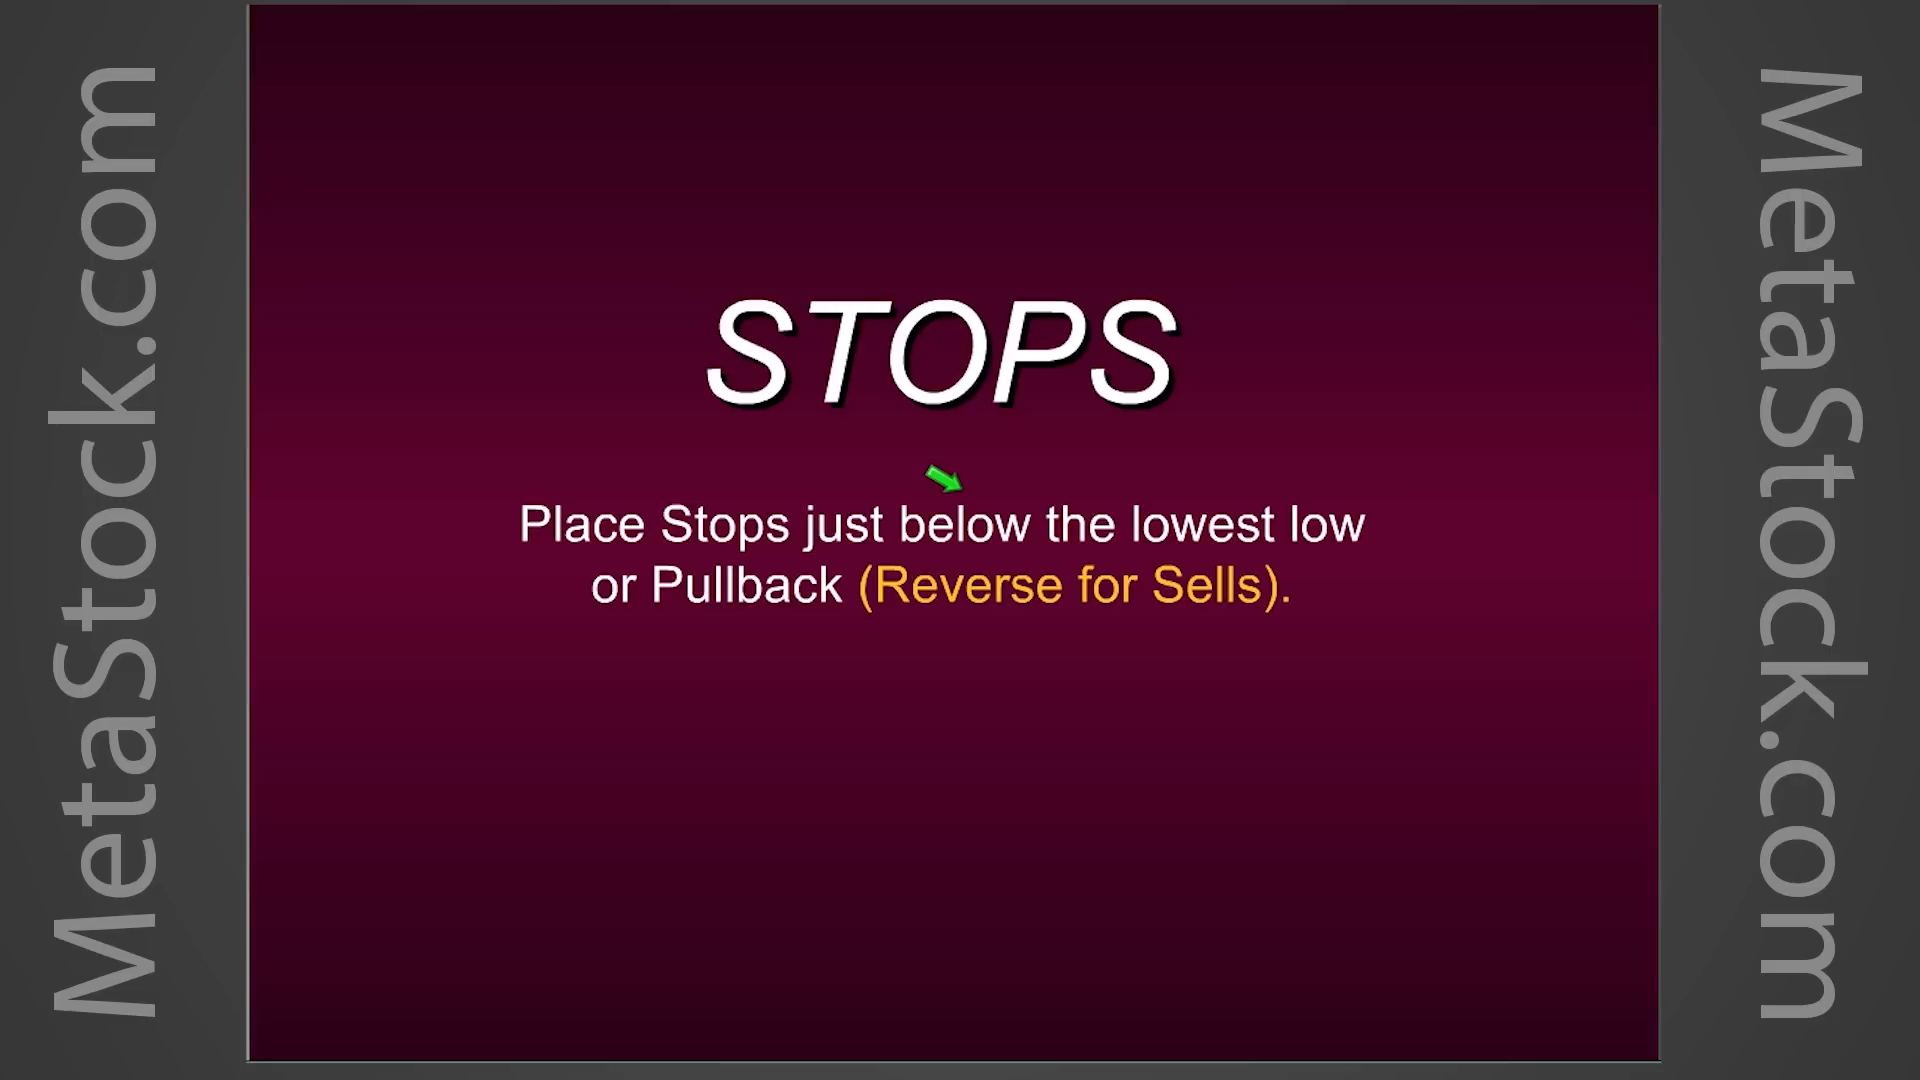 MetaStock.com
STOPS
Place Stops just below the lowest low
or Pullback (Reverse for Sells).
MetaStock.com